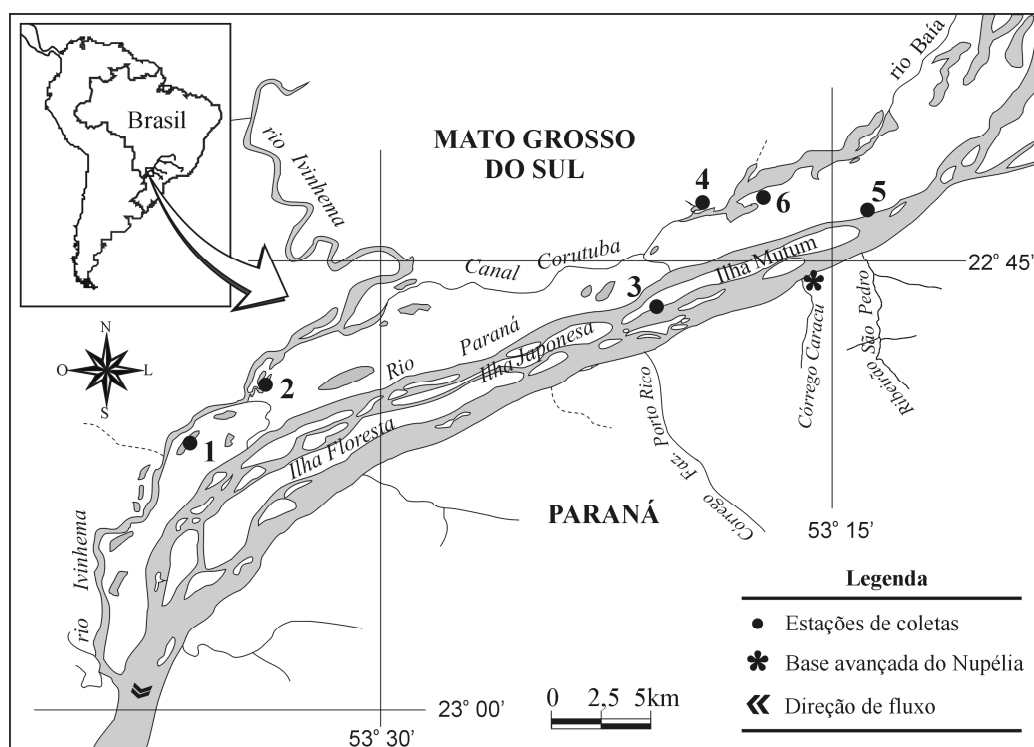 Brasil
rio Ivinhema
MATO GROSSO
DO SUL
rio Baía
4
6
5
Canal Corutuba
Ilha Mutum
22° 45'
3
N
O
L
S
Rio Paraná
Ilha Japonesa
2
Porto Rico
Córrego Faz.
Córrego Caracu
Ribeirão São Pedro
1
Ilha Floresta
PARANÁ
53° 15'
rio Ivinhema
Legenda
Estações de coletas
Base avançada do Nupélia
Direção de fluxo
0 2,5 5km
23° 00'
53° 30'